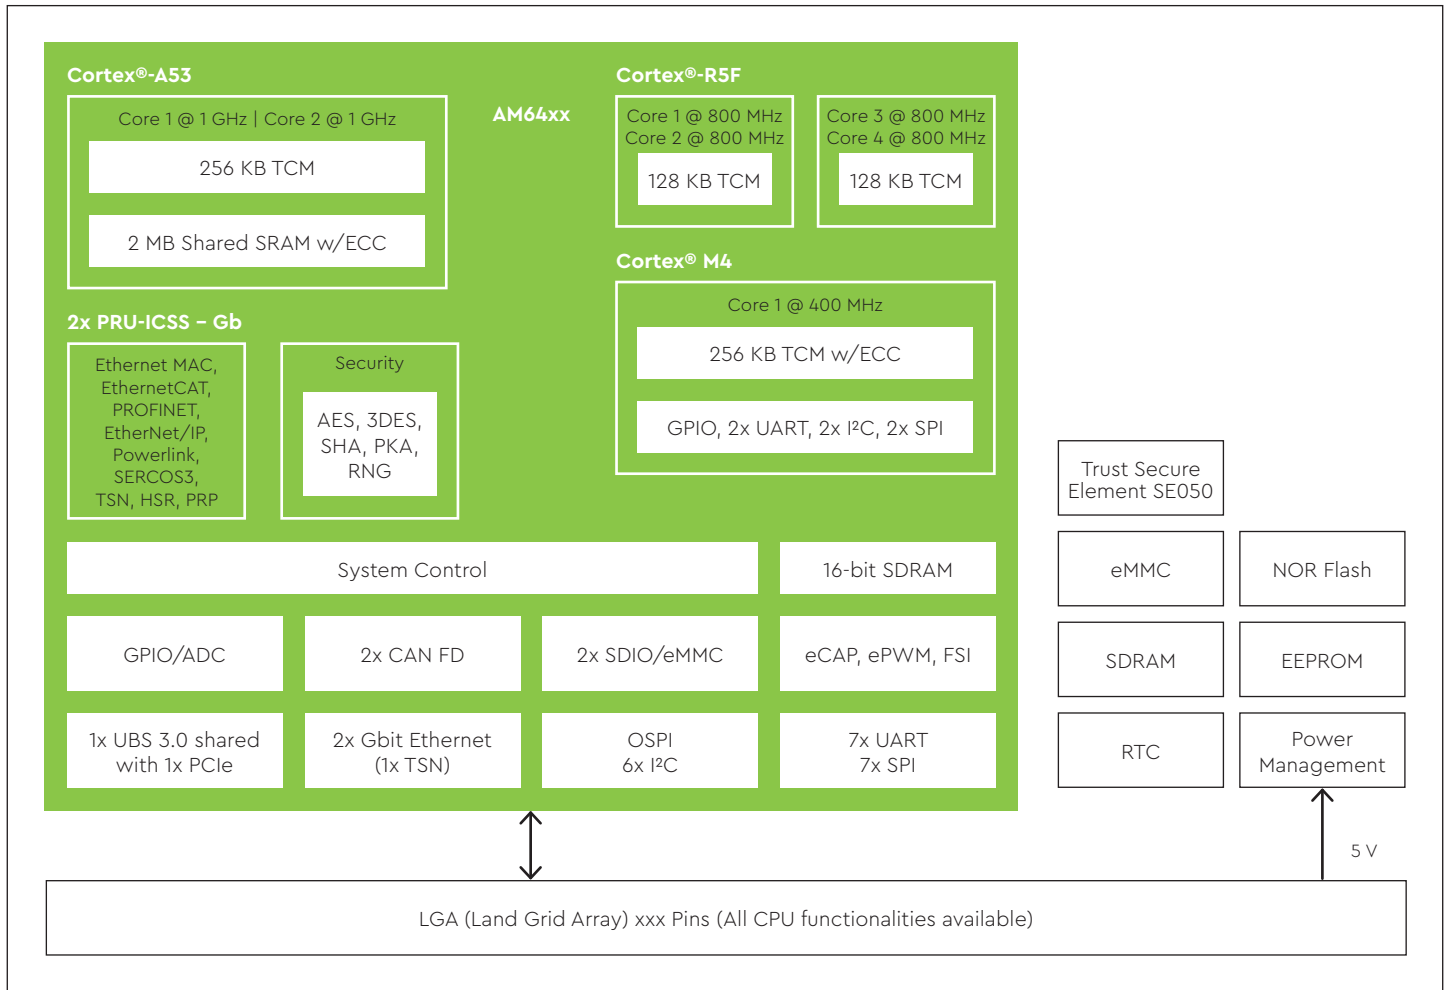 Cortex®-A53
Core 1 @ 1 GHz | Core 2 @ 1 GHz
256 KB TCM
2 MB Shared SRAM w/ECC
AM64xx
Cortex®-R5F
Core 1 @ 800 MHz
Core 2 @ 800 MHz
128 KB TCM
Core 3 @ 800 MHz
Core 4 @ 800 MHz
128 KB TCM
Cortex® M4
Core 1 @ 400 MHz
256 KB TCM w/ECC
GPIO, 2x UART, 2x I²C, 2x SPI
2x PRU-ICSS – Gb
Ethernet MAC,
EthernetCAT,
PROFINET,
EtherNet/IP,
Powerlink,
SERCOS3,
TSN, HSR, PRP
Security
AES, 3DES,
SHA, PKA,
RNG
System Control
16-bit SDRAM
GPIO/ADC
2x CAN FD
2x SDIO/eMMC
eCAP, ePWM, FSI
1x UBS 3.0 shared
with 1x PCIe
2x Gbit Ethernet
(1x TSN)
OSPI
6x I²C
7x UART
7x SPI
Trust Secure
Element SE050
eMMC
NOR Flash
SDRAM
EEPROM
RTC
Power
Management
5 V
LGA (Land Grid Array) xxx Pins (All CPU functionalities available)